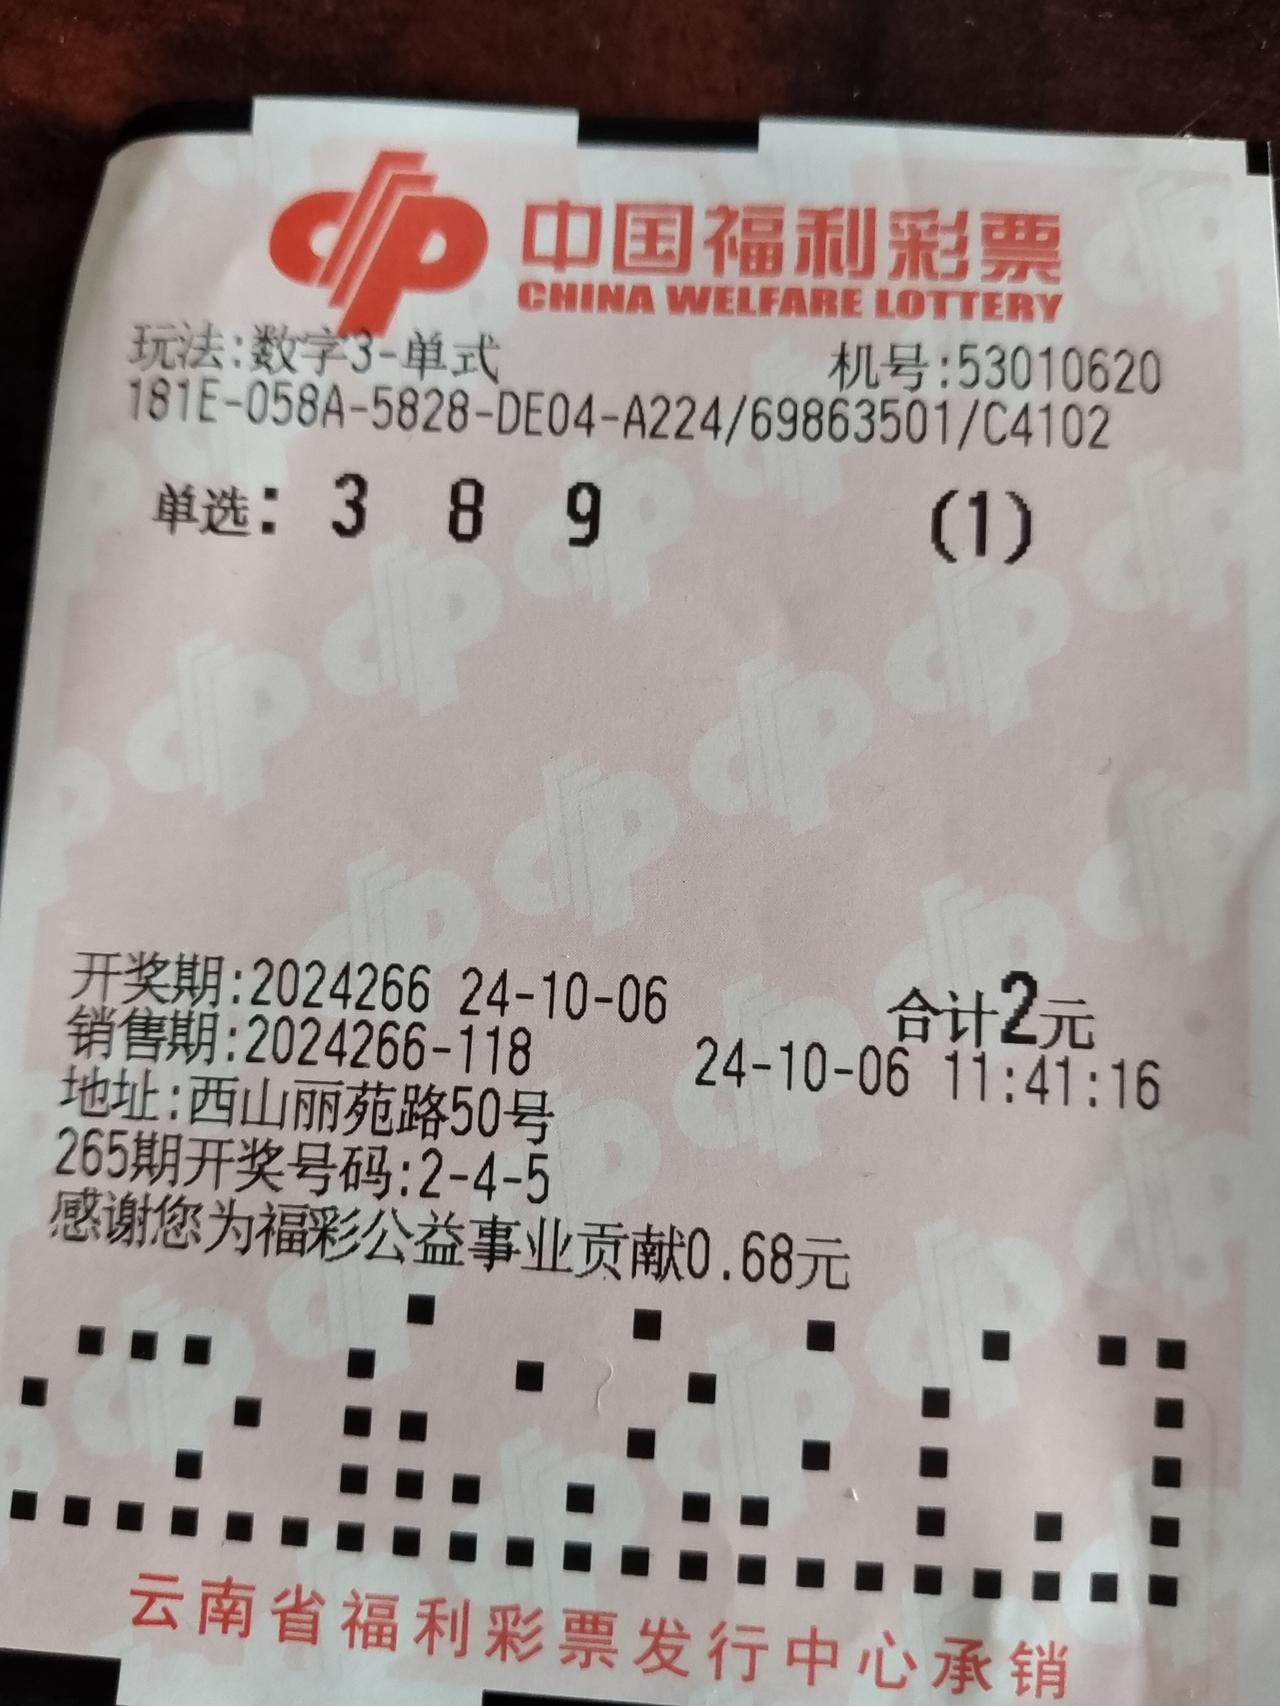 中国福利彩票
CHINA WELFARE LOTTERY
玩法:数字3-单式 机号:53010620
181E-058A-5828-DE04-A224/69863501/C4102
单选: 3 8 9 (1)
开奖期:2024266 24-10-06 合计2元
销售期:2024266-118 24-10-06 11:41:16
地址:西山丽苑路50号
265期开奖号码:2-4-5
感谢您为福彩公益事业贡献0.68元
云南省福利彩票发行中心承销